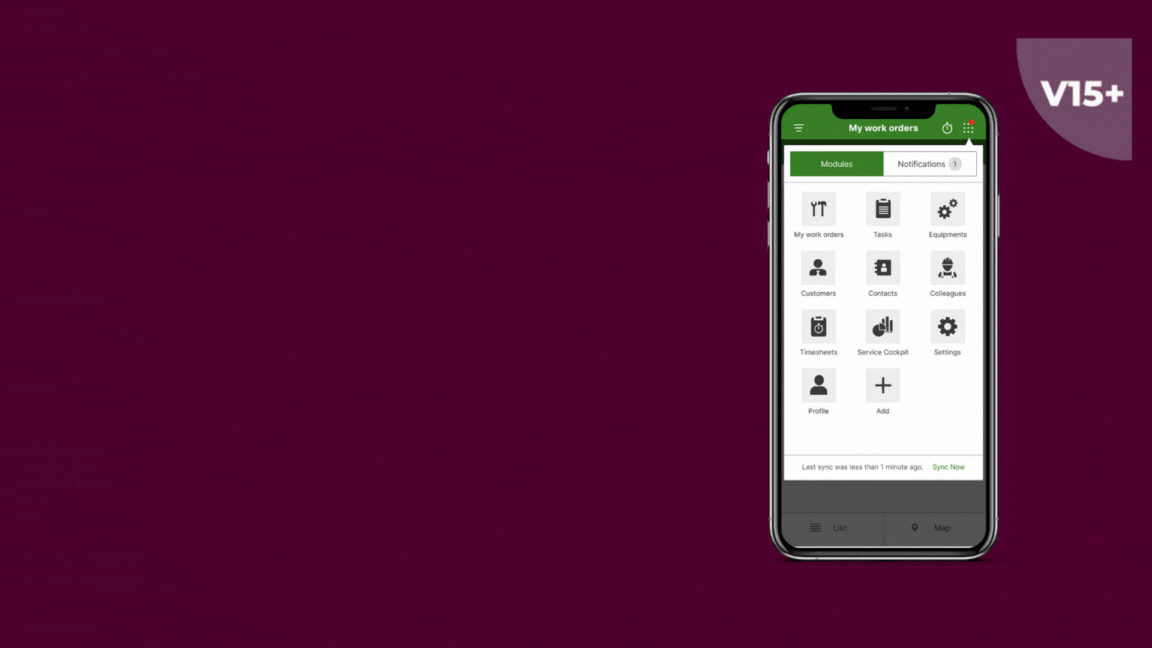 V15+
My work orders
Modules
Notifications 1
My work orders
Tasks
Equipments
Customers
Contacts
Colleagues
Timesheets
Service Cockpit
Settings
Profile
Add
Last sync was less than 1 minute ago. Sync Now
List
Map